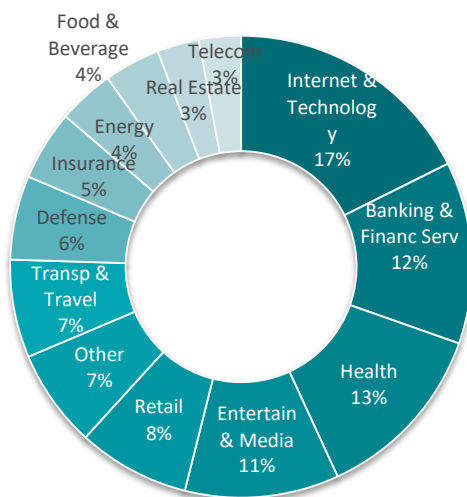 Internet &
Technolog
y
17%
Banking &
Financ Serv
12%
Health
13%
Entertain
& Media
11%
Retail
8%
Other
7%
Transp &
Travel
7%
Defense
6%
Insurance
5%
Energy
4%
Food &
Beverage
4%
Real Estate
3%
Telecom
3%